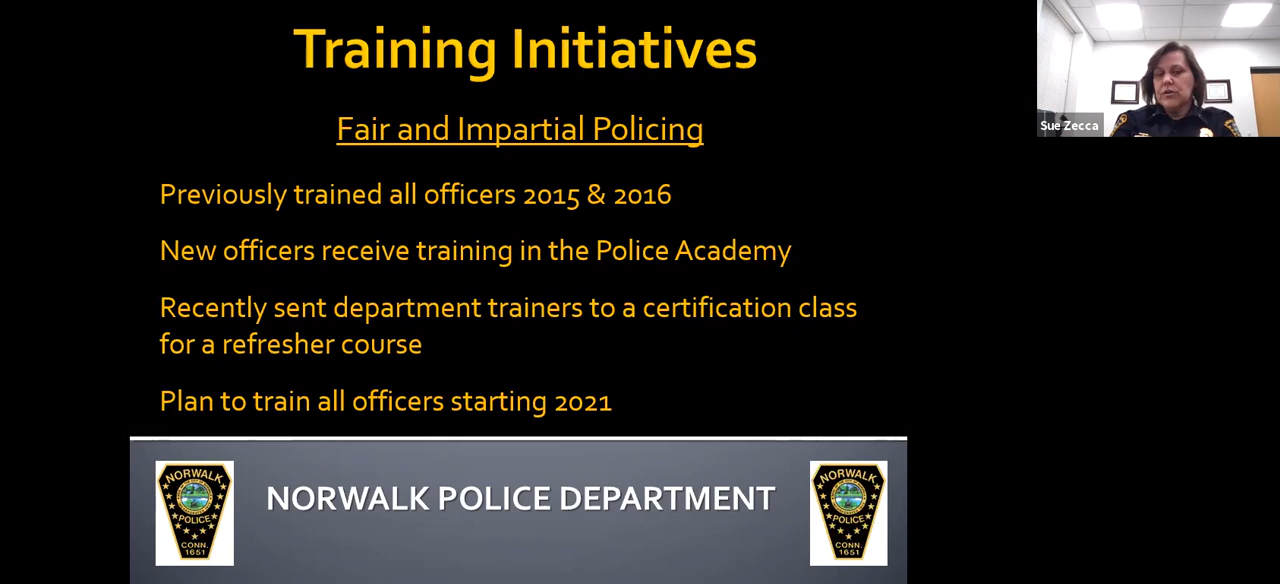 Training Initiatives
Fair and Impartial Policing
Previously trained all officers 2015 & 2016
New officers receive training in the Police Academy
Recently sent department trainers to a certification class
for a refresher course
Plan to train all officers starting 2021
NORWALK POLICE DEPARTMENT
NORWALK
POLICE
CONN.
1651
NORWALK
POLICE
CONN.
1651
Sue Zecca